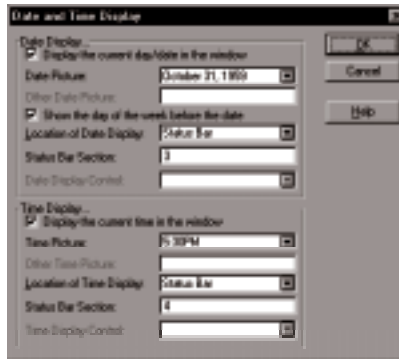 Date and Time Display
Date Display...
Display the current day/date in the window
Date Picture: October 31, 1959
Other Date Picture:
Show the day of the week before the date
Location of Date Display: Status Bar
Status Bar Section: 3
Date Display Control:
Time Display...
Display the current time in the window
Time Picture: 5:30PM
Other Time Picture:
Location of Time Display: Status Bar
Status Bar Section: 4
Time Display Control:
OK
Cancel
Help